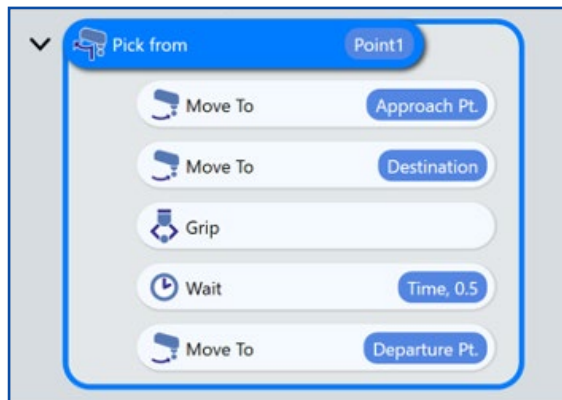 Pick from Point1
Move To Approach Pt.
Move To Destination
Grip
Wait Time, 0.5
Move To Departure Pt.